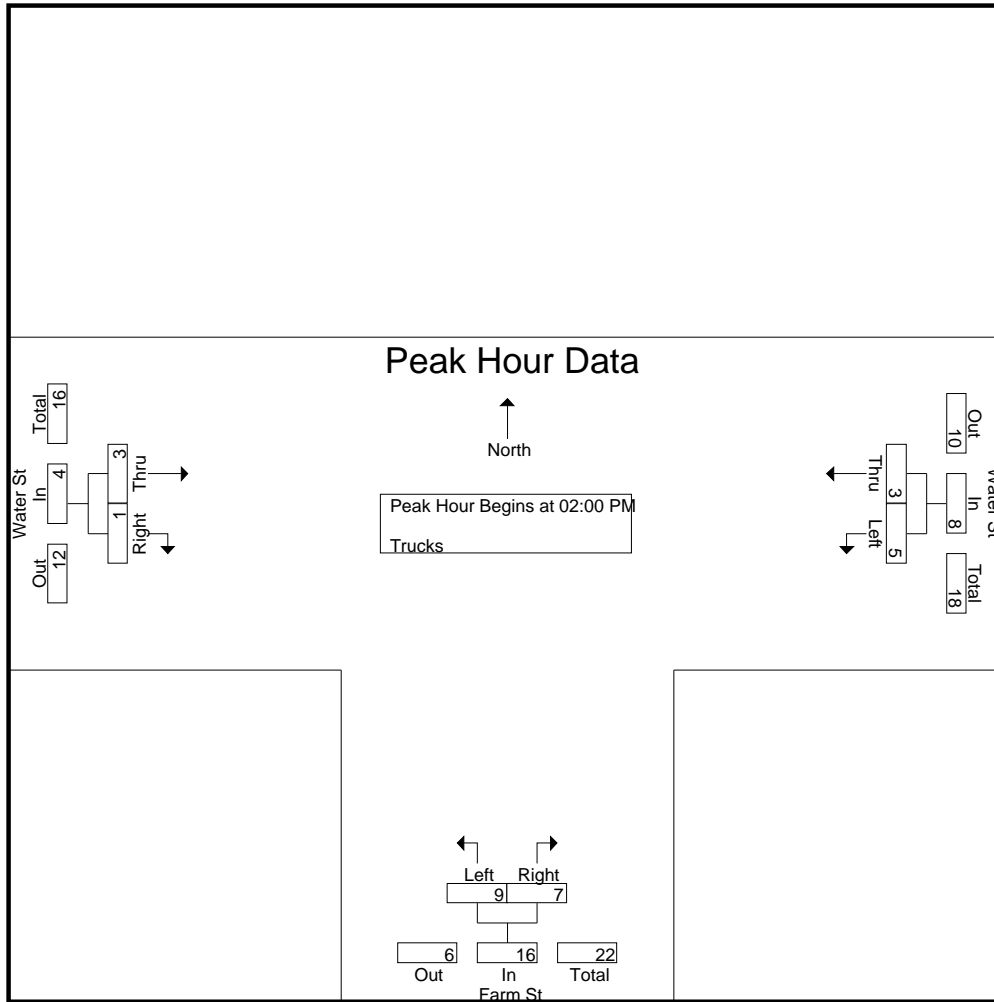 Peak Hour Data
North
Peak Hour Begins at 02:00 PM
Trucks
Water St
Total
16
In
4
Out
12
3
Thru
1
Right
Water St
Out
10
In
8
Total
18
Thru
3
Left
5
Left
Right
9
7
6
16
22
Out
In
Total
Farm St